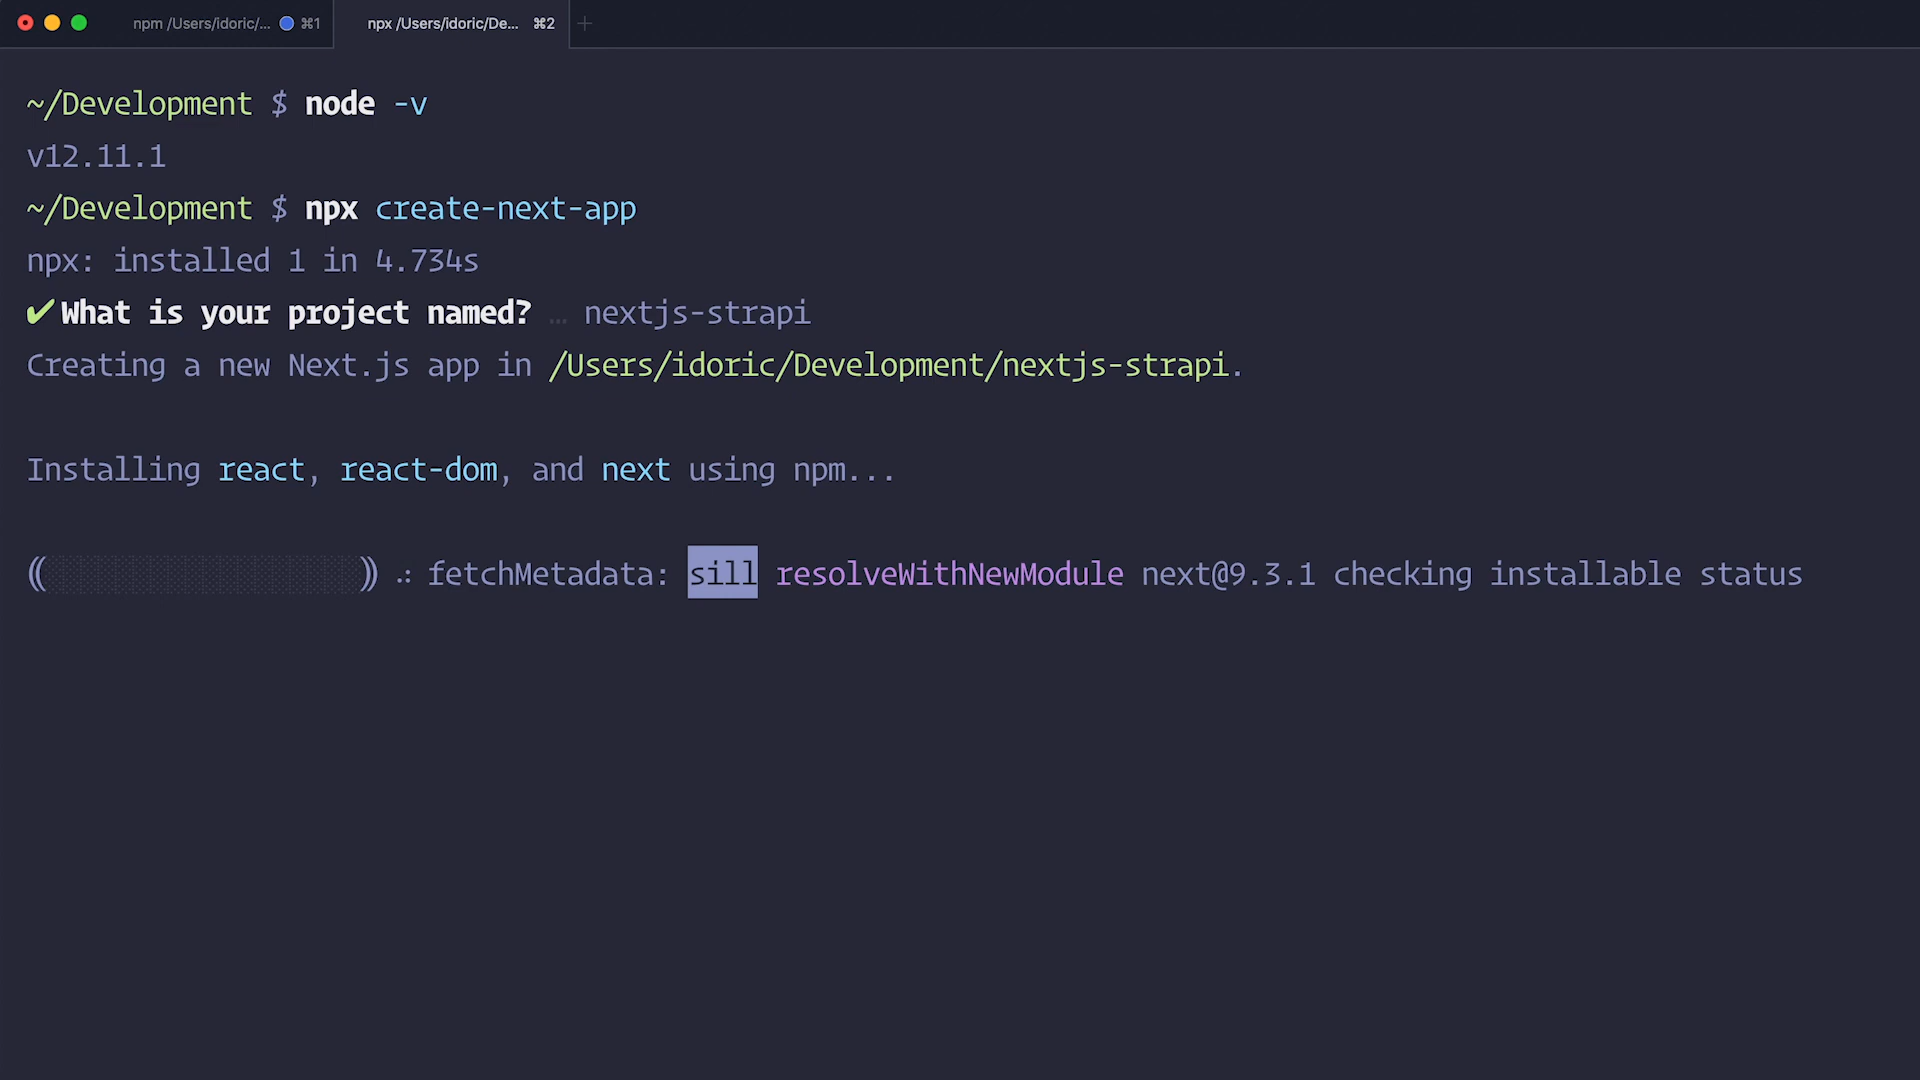 npm /Users/idoric/... ⌘1
npx /Users/idoric/De... ⌘2
~/Development $ node -v
v12.11.1
~/Development $ npx create-next-app
npx: installed 1 in 4.734s
✔ What is your project named? … nextjs-strapi
Creating a new Next.js app in /Users/idoric/Development/nextjs-strapi.
Installing react, react-dom, and next using npm...
fetchMetadata: sill resolveWithNewModule next@9.3.1 checking installable status